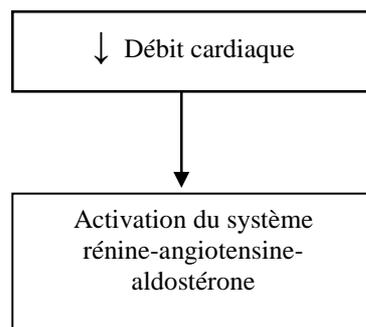 ↓ Débit cardiaque
Activation du système
rénine-angiotensine-
aldostérone